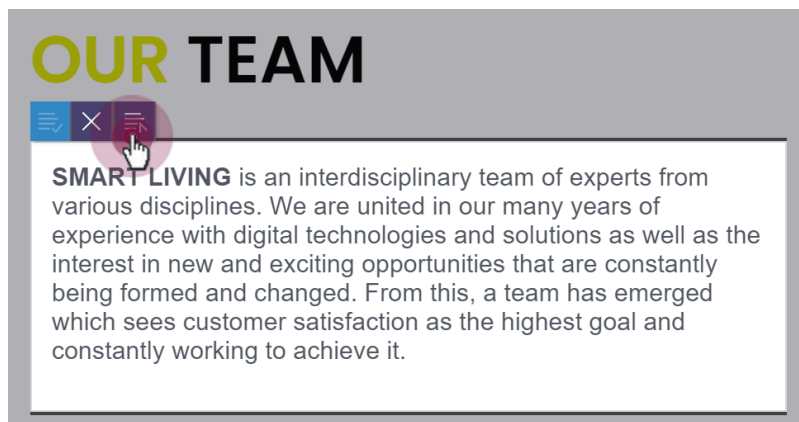 OUR TEAM
SMART LIVING is an interdisciplinary team of experts from
various disciplines. We are united in our many years of
experience with digital technologies and solutions as well as the
interest in new and exciting opportunities that are constantly
being formed and changed. From this, a team has emerged
which sees customer satisfaction as the highest goal and
constantly working to achieve it.